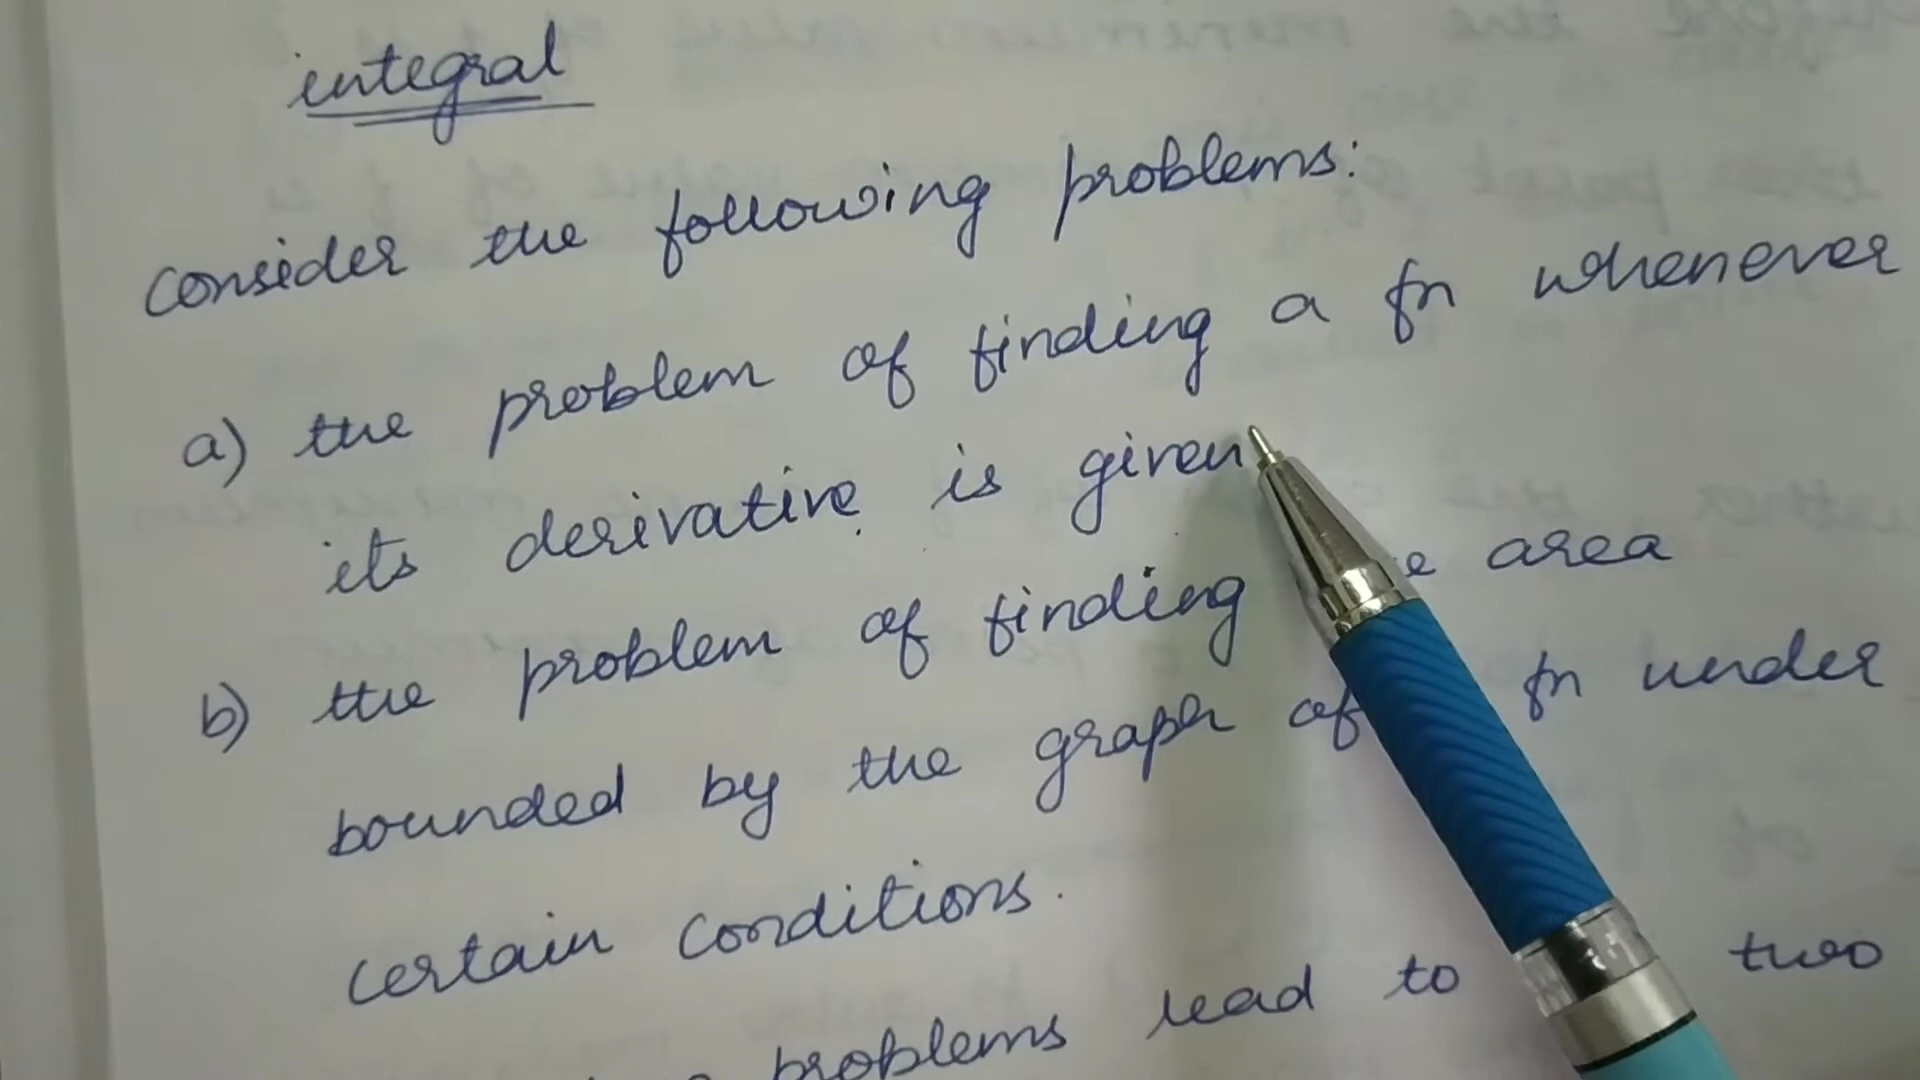 integral
consider the following problems:
a) the problem of finding a fn whenever
its derivative is given
b) the problem of finding area
bounded by the graph of fn under
certain conditions.
problems lead to two